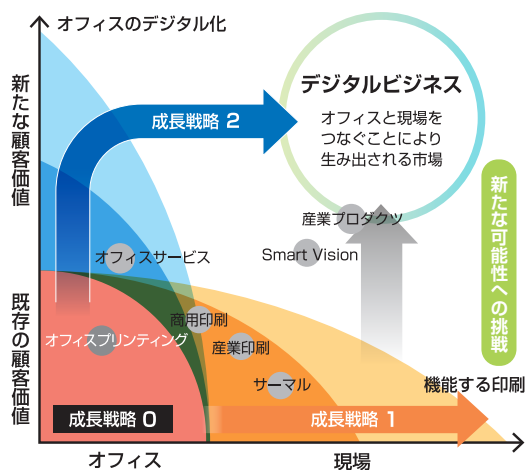 オフィスのデジタル化
新たな顧客価値
既存の顧客価値
成長戦略 2
デジタルビジネス
オフィスと現場を
つなぐことにより
生み出される市場
新たな可能性への挑戦
産業プロダクツ
Smart Vision
オフィスサービス
商用印刷
オフィスプリンティング
産業印刷
サーマル
機能する印刷
成長戦略 0
成長戦略 1
オフィス
現場